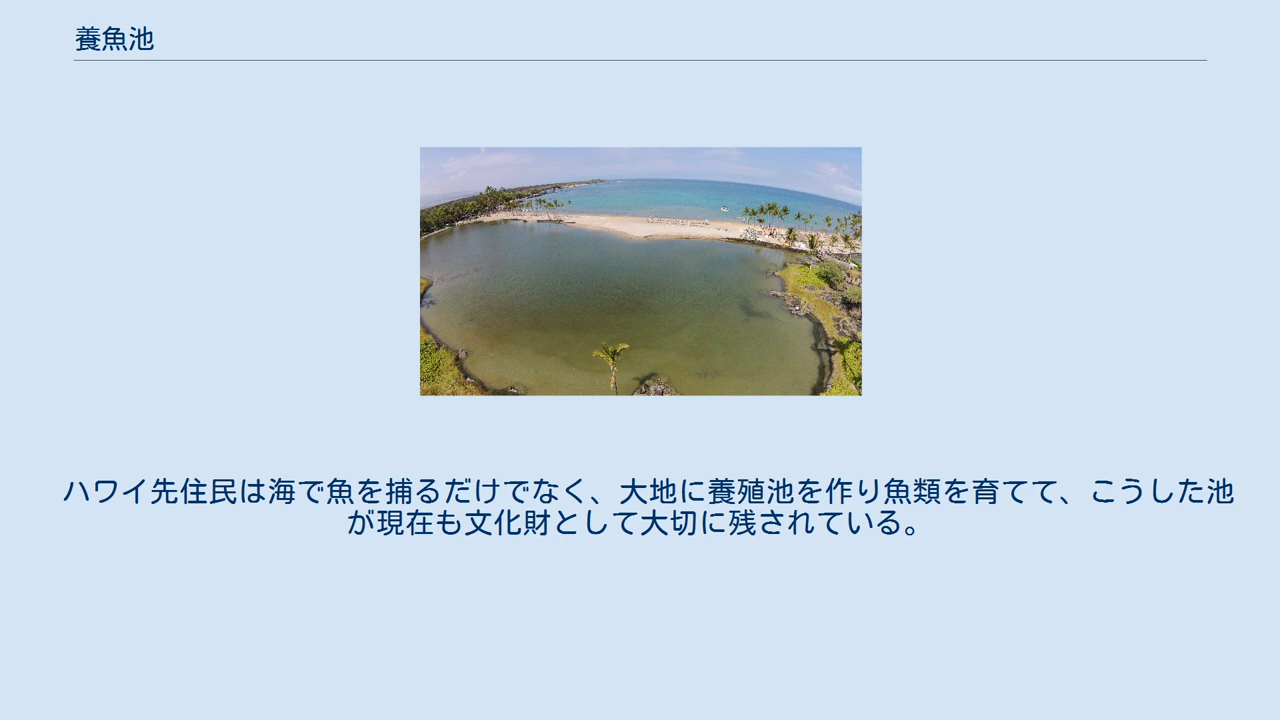 養魚池
ハワイ先住民は海で魚を捕るだけでなく、大地に養殖池を作り魚類を育てて、こうした池
が現在も文化財として大切に残されている。